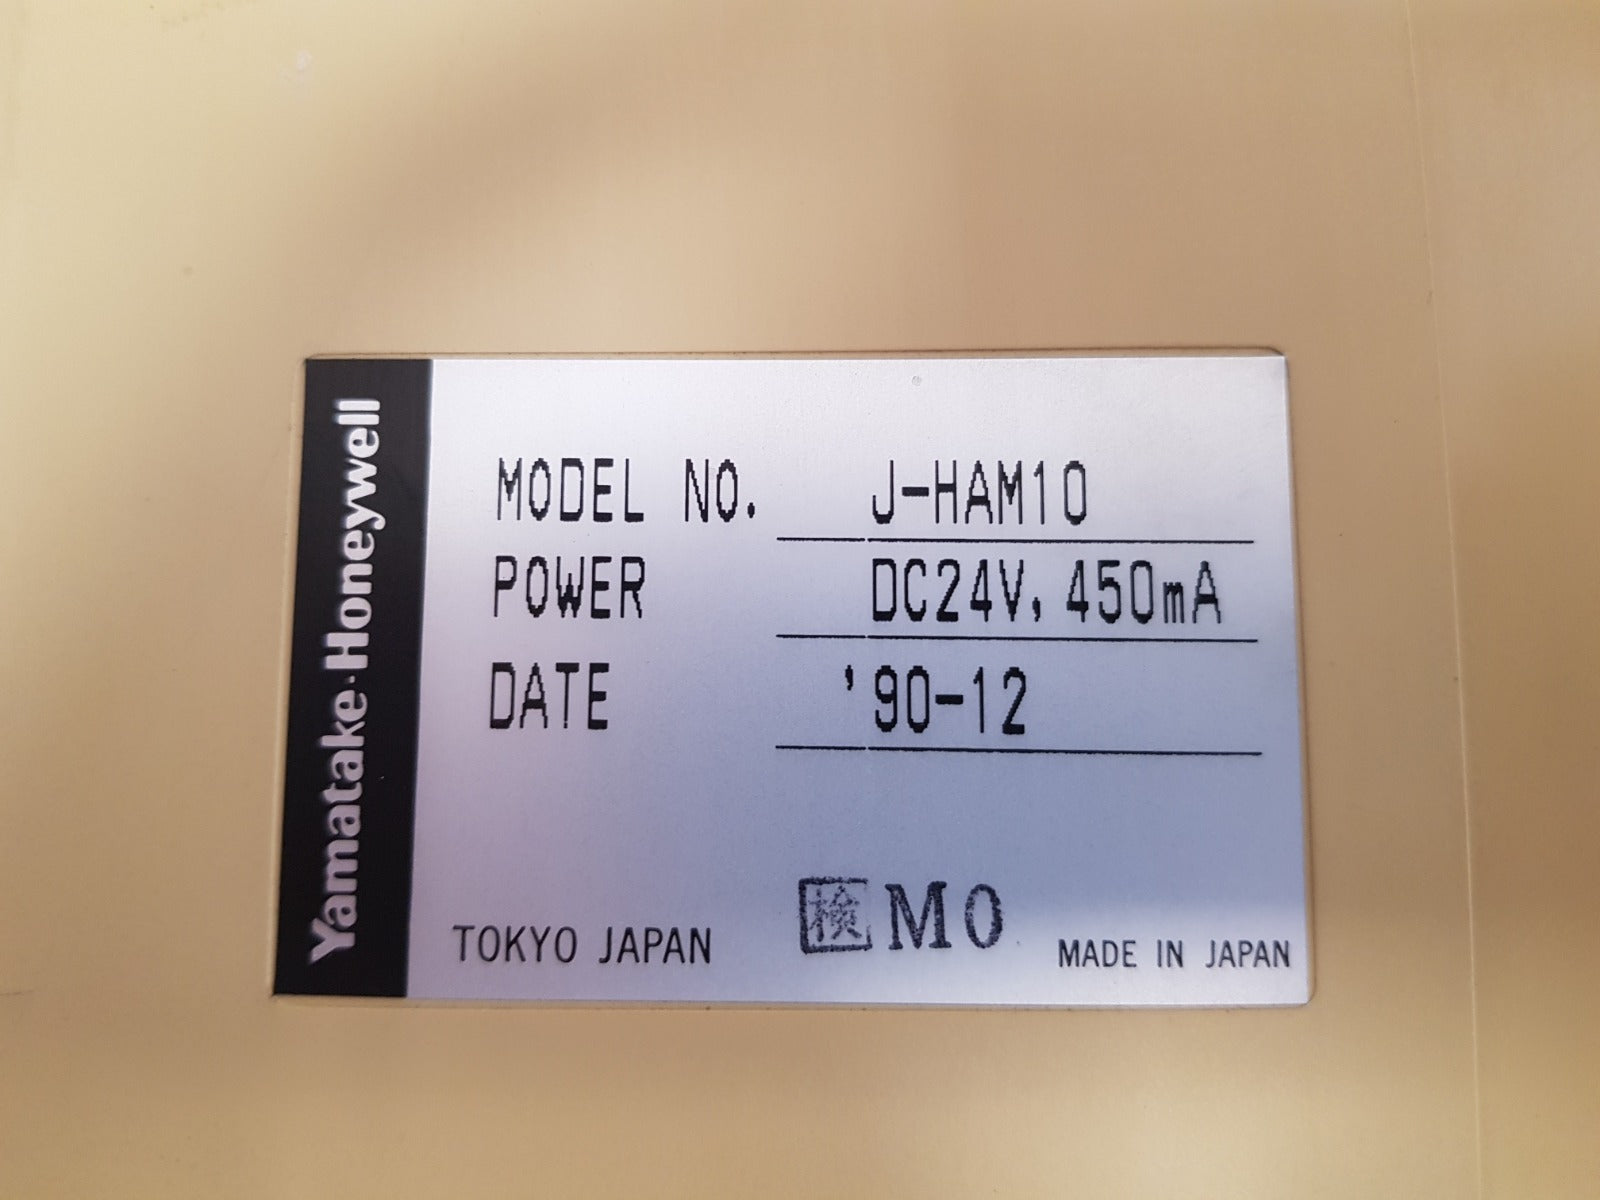 Yamatake·Honeywell
MODEL NO. J-HAM10
POWER DC24V, 450mA
DATE '90-12
検 M0
TOKYO JAPAN MADE IN JAPAN